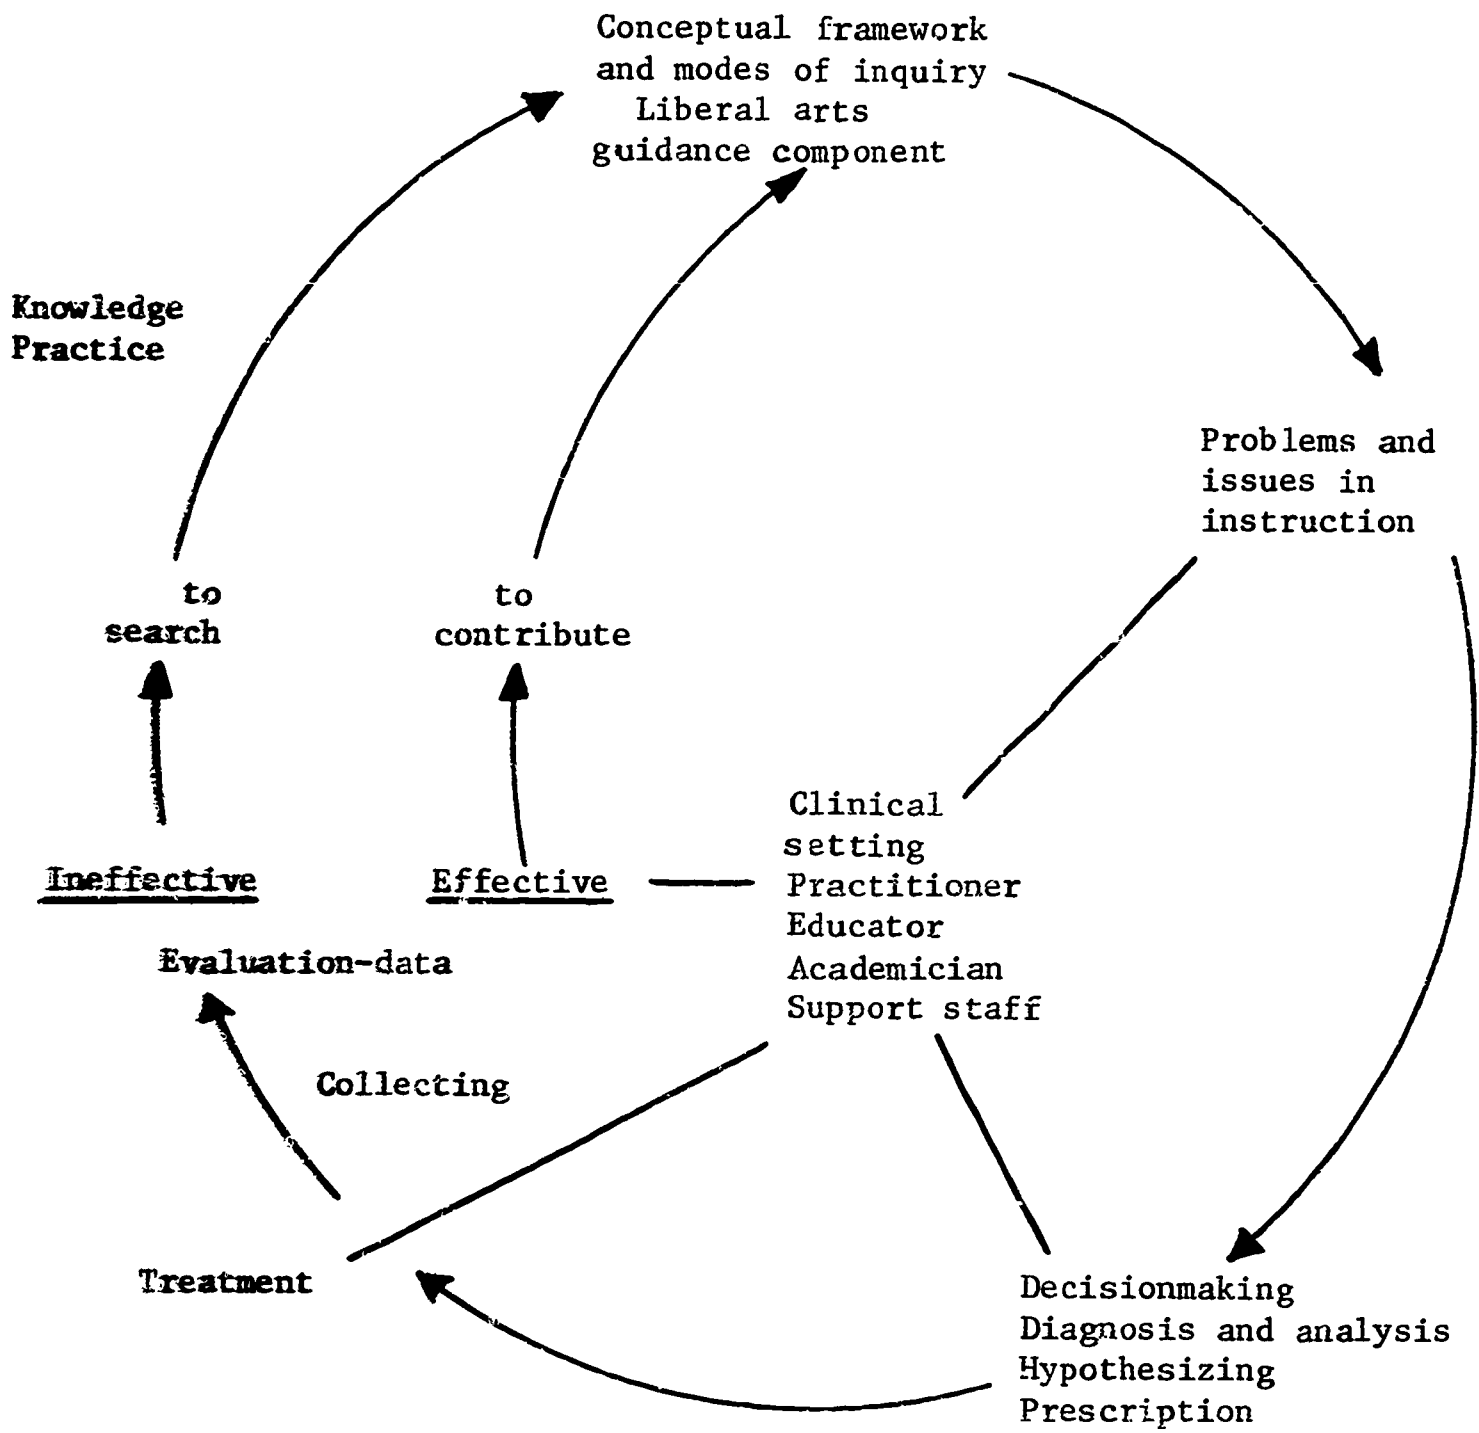 Conceptual framework
and modes of inquiry
Liberal arts
guidance component
Knowledge
Practice
Problems and
issues in
instruction
to
search
to
contribute
Clinical
setting
Practitioner
Educator
Academician
Support staff
Ineffective
Effective
Evaluation-data
Collecting
Treatment
Decisionmaking
Diagnosis and analysis
Hypothesizing
Prescription